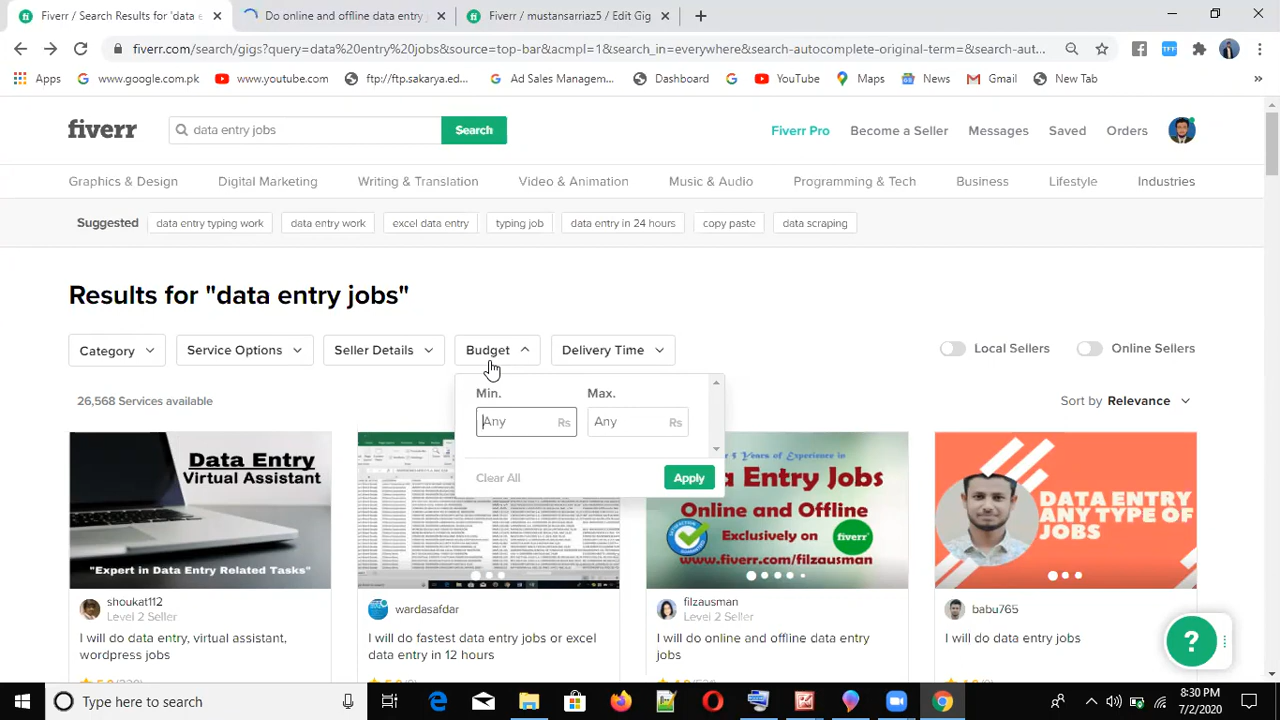 Fiverr / Search Results for 'data e
Do online and offline data entry
Fiverr / mustansarriaz5 / Edit Gig
fiverr.com/search/gigs?query=data%20entry%20jobs&source=top-bar&acmpl=1&search_in=everywhere&search-autocomplete-original-term=&search-aut...
Apps
www.google.com.pk
www.youtube.com
ftp://ftp.sakarya.ed...
Ad Sales Managem...
Dashboard
YouTube
Maps
News
Gmail
New Tab
fiverr
data entry jobs
Search
Fiverr Pro
Become a Seller
Messages
Saved
Orders
Graphics & Design
Digital Marketing
Writing & Translation
Video & Animation
Music & Audio
Programming & Tech
Business
Lifestyle
Industries
Suggested
data entry typing work
data entry work
excel data entry
typing job
data entry in 24 hours
copy paste
data scraping
Results for "data entry jobs"
Category
Service Options
Seller Details
Budget
Delivery Time
Local Sellers
Online Sellers
Min.
Max.
Any
Rs
Any
Rs
Clear All
Apply
26,568 Services available
Sort by Relevance
Data Entry
Virtual Assistant
"Expert in Data Entry Related Tasks"
5 Years of Experience in
Entry Jobs
Online and Offline
Exclusively on
fiverr
www.fiverr.com/filzausman
DATA ENTRY
ANY TYPE OF
JOBS
shoukat112
Level 2 Seller
I will do data entry, virtual assistant,
wordpress jobs
wardasafdar
I will do fastest data entry jobs or excel
data entry in 12 hours
filzausman
Level 2 Seller
I will do online and offline data entry
jobs
babu765
I will do data entry jobs
?
Type here to search
8:30 PM
7/2/2020